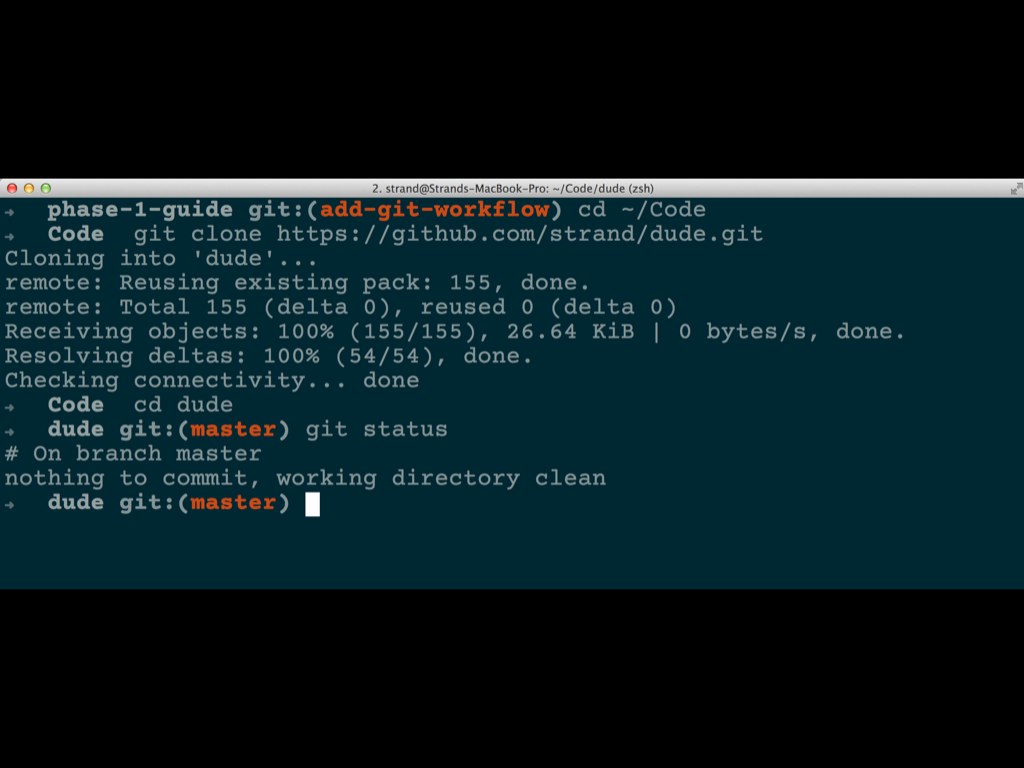 2. strand@Strands-MacBook-Pro: ~/Code/dude (zsh)
→ phase-1-guide git:(add-git-workflow) cd ~/Code
→ Code git clone https://github.com/strand/dude.git
Cloning into 'dude'...
remote: Reusing existing pack: 155, done.
remote: Total 155 (delta 0), reused 0 (delta 0)
Receiving objects: 100% (155/155), 26.64 KiB | 0 bytes/s, done.
Resolving deltas: 100% (54/54), done.
Checking connectivity... done
→ Code cd dude
→ dude git:(master) git status
# On branch master
nothing to commit, working directory clean
→ dude git:(master)